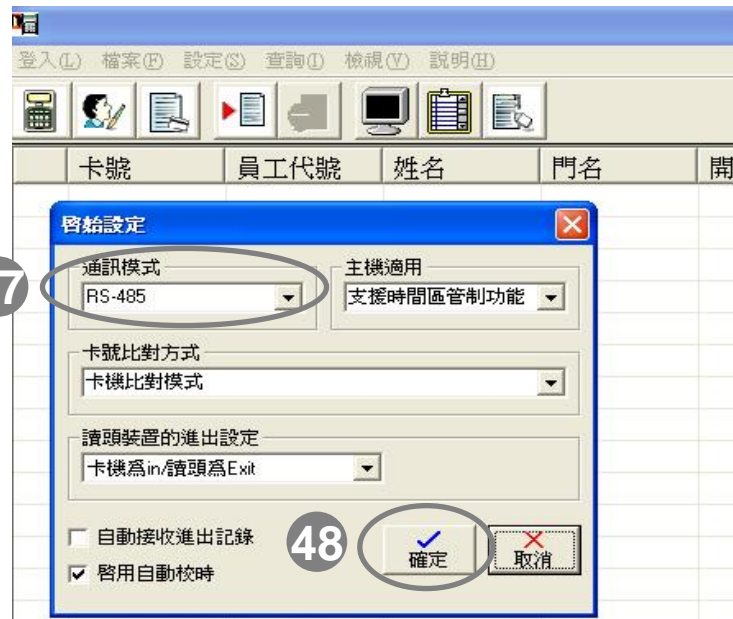 登入(L) 檔案(F) 設定(S) 查詢(I) 檢視(V) 說明(H)
卡號 員工代號 姓名 門名 開
啓始設定
通訊模式 主機適用
RS-485 支援時間區管制功能
卡號比對方式
卡機比對模式
讀頭裝置的進出設定
卡機爲in/讀頭爲Exit
自動接收進出記錄
啓用自動校時
48 確定 取消
7